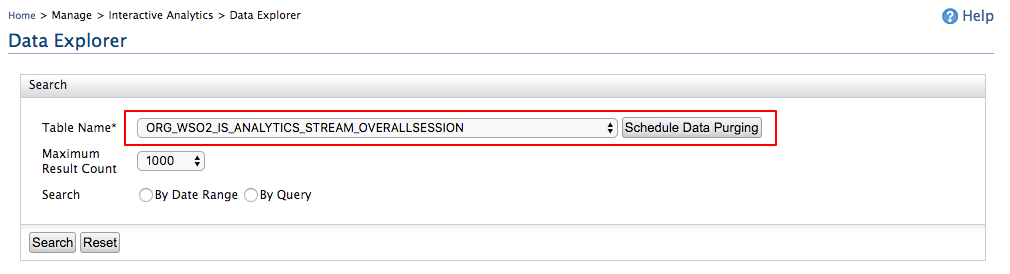 Home > Manage > Interactive Analytics > Data Explorer
? Help
Data Explorer
Search
Table Name* ORG_WSO2_IS_ANALYTICS_STREAM_OVERALLSESSION Schedule Data Purging
Maximum
Result Count 1000
Search By Date Range By Query
Search Reset